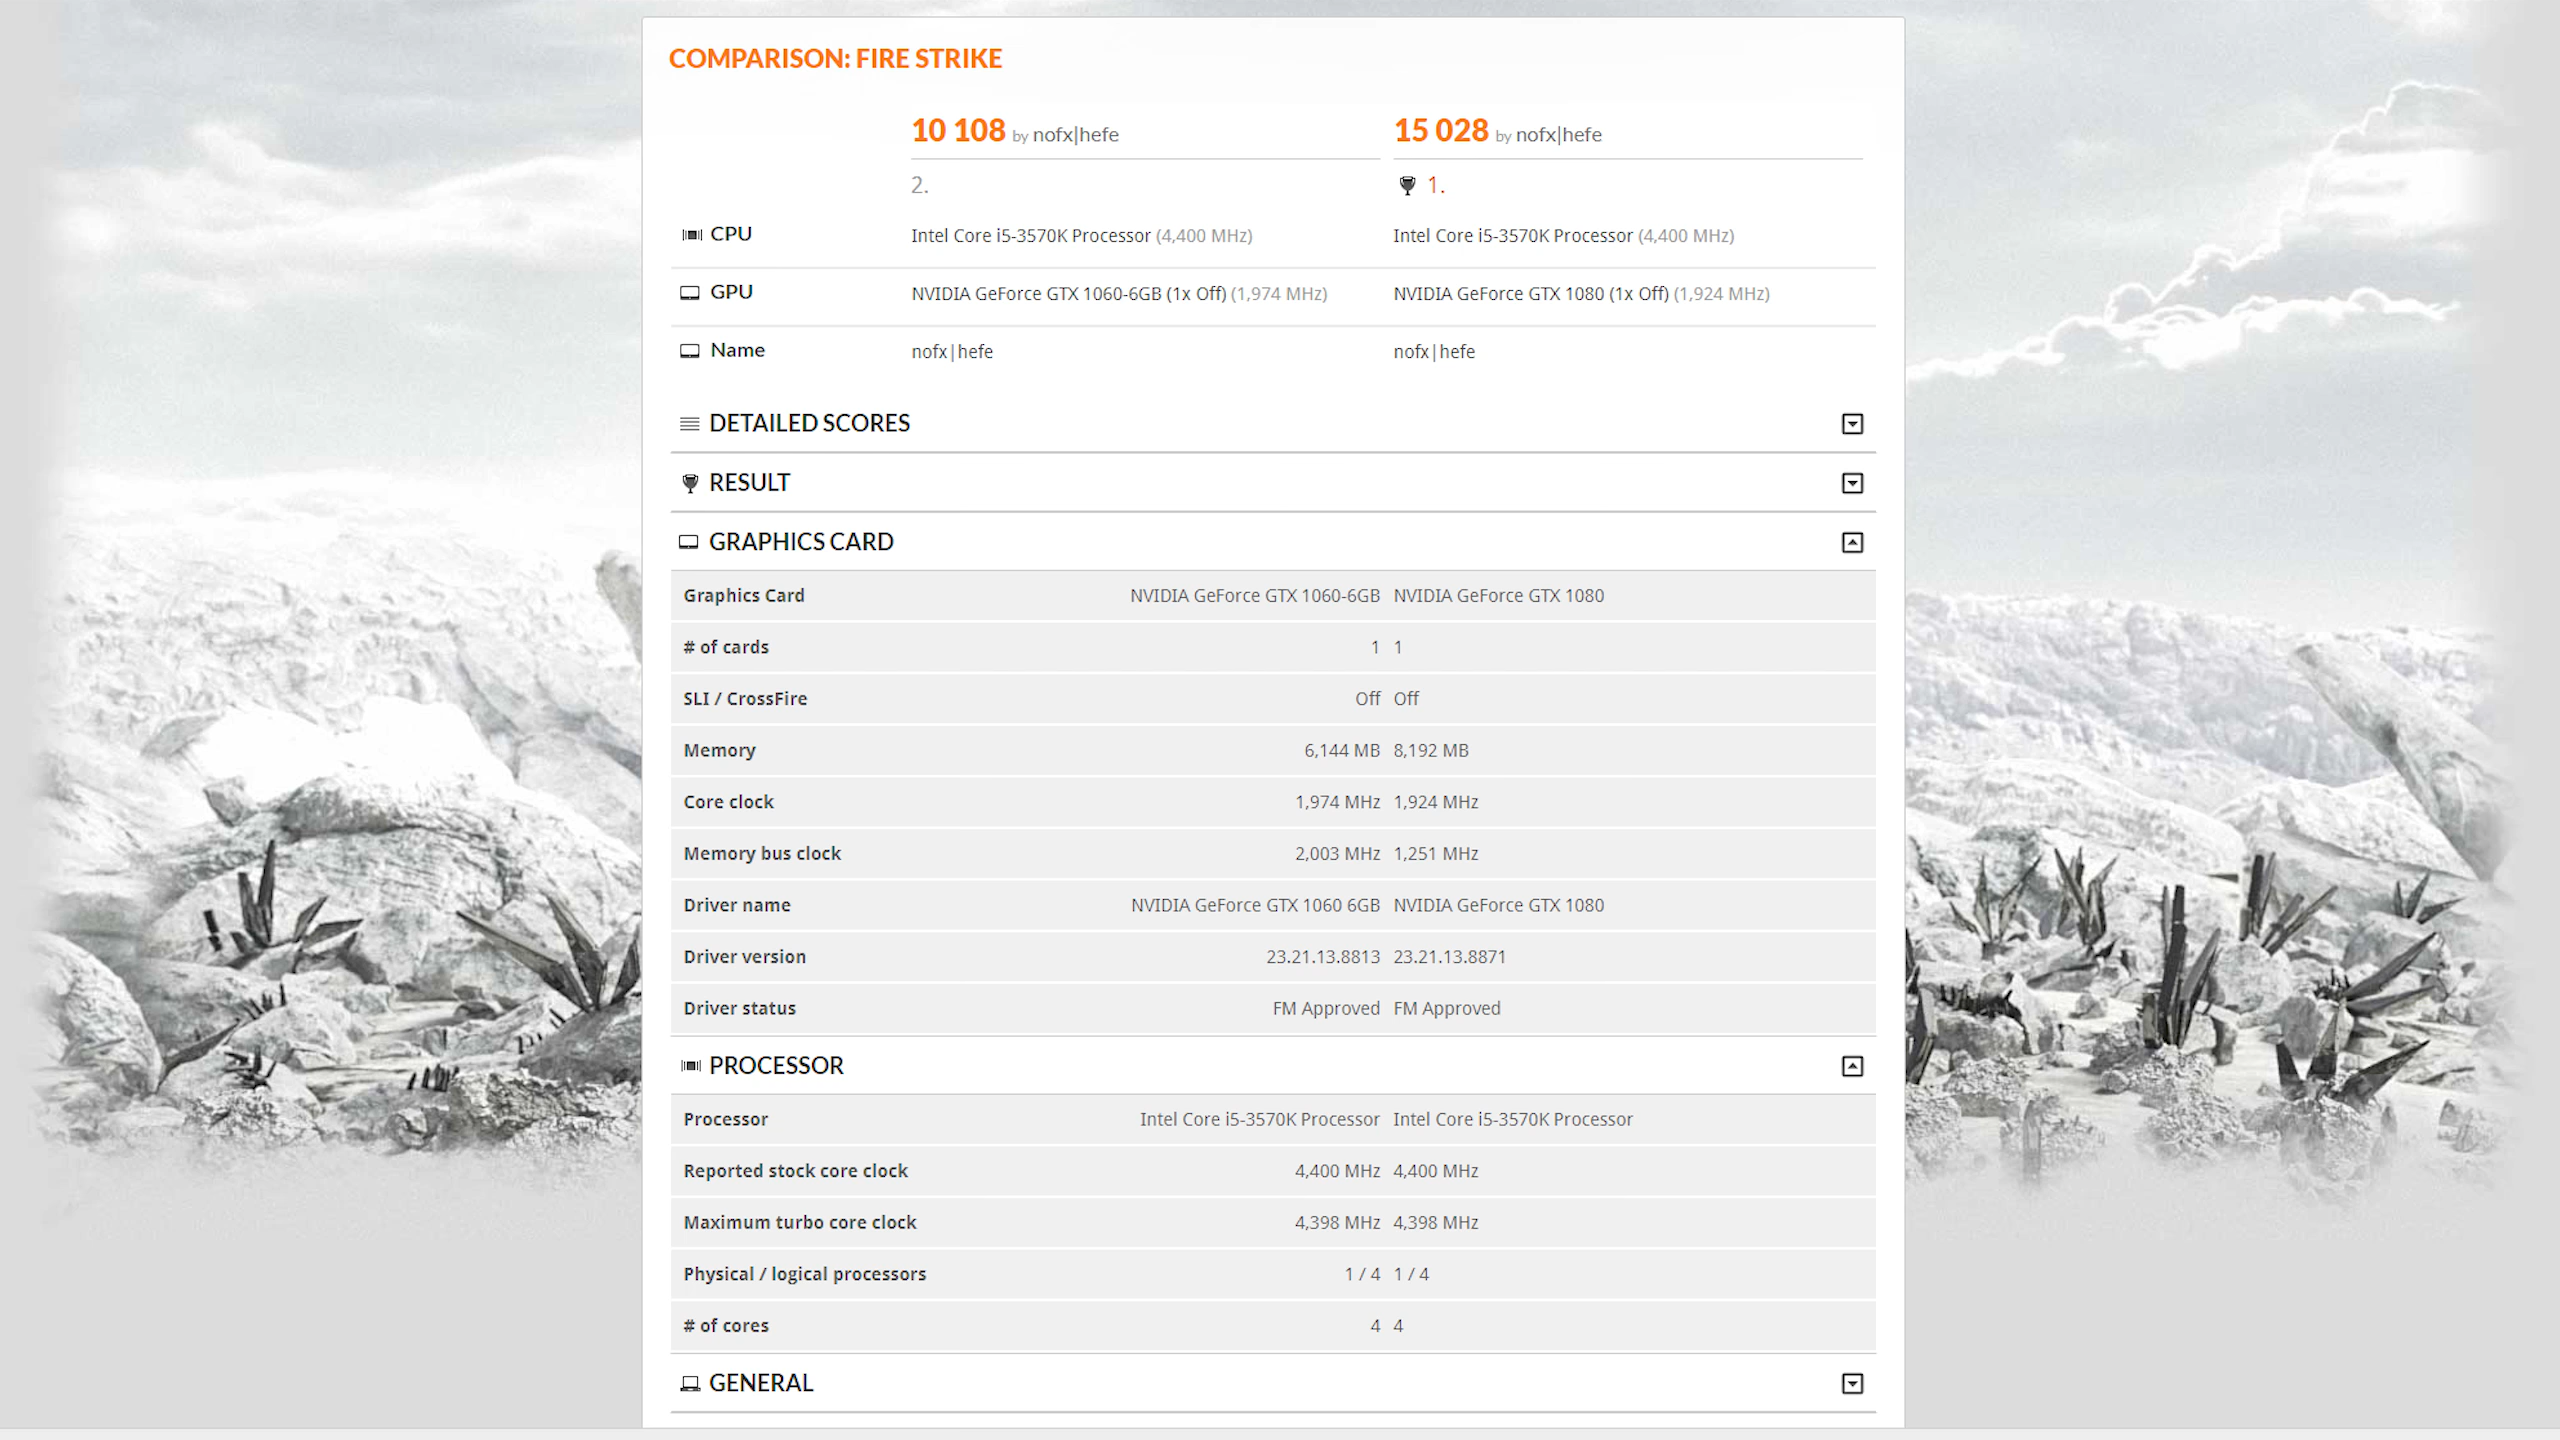 COMPARISON: FIRE STRIKE
10 108 by nofx|hefe 15 028 by nofx|hefe
2. 1.
CPU Intel Core i5-3570K Processor (4,400 MHz) Intel Core i5-3570K Processor (4,400 MHz)
GPU NVIDIA GeForce GTX 1060-6GB (1x Off) (1,974 MHz) NVIDIA GeForce GTX 1080 (1x Off) (1,924 MHz)
Name nofx|hefe nofx|hefe
DETAILED SCORES
RESULT
GRAPHICS CARD
Graphics Card NVIDIA GeForce GTX 1060-6GB NVIDIA GeForce GTX 1080
# of cards 1 1
SLI / CrossFire Off Off
Memory 6,144 MB 8,192 MB
Core clock 1,974 MHz 1,924 MHz
Memory bus clock 2,003 MHz 1,251 MHz
Driver name NVIDIA GeForce GTX 1060 6GB NVIDIA GeForce GTX 1080
Driver version 23.21.13.8813 23.21.13.8871
Driver status FM Approved FM Approved
PROCESSOR
Processor Intel Core i5-3570K Processor Intel Core i5-3570K Processor
Reported stock core clock 4,400 MHz 4,400 MHz
Maximum turbo core clock 4,398 MHz 4,398 MHz
Physical / logical processors 1 / 4 1 / 4
# of cores 4 4
GENERAL